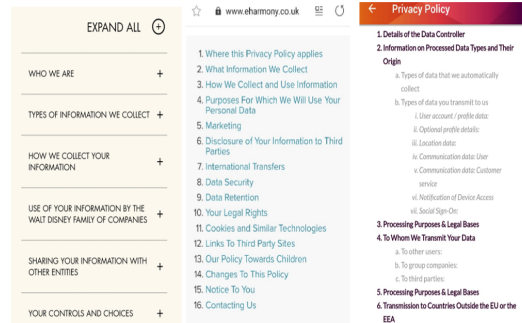 EXPAND ALL
WHO WE ARE +
TYPES OF INFORMATION WE COLLECT +
HOW WE COLLECT YOUR
INFORMATION +
USE OF YOUR INFORMATION BY THE
WALT DISNEY FAMILY OF COMPANIES +
SHARING YOUR INFORMATION WITH
OTHER ENTITIES +
YOUR CONTROLS AND CHOICES +
www.eharmony.co.uk
1. Where this Privacy Policy applies
2. What Information We Collect
3. How We Collect and Use Information
4. Purposes For Which We Will Use Your
Personal Data
5. Marketing
6. Disclosure of Your Information to Third
Parties
7. International Transfers
8. Data Security
9. Data Retention
10. Your Legal Rights
11. Cookies and Similar Technologies
12. Links To Third Party Sites
13. Our Policy Towards Children
14. Changes To This Policy
15. Notice To You
16. Contacting Us
Privacy Policy
1. Details of the Data Controller
2. Information on Processed Data Types and Their
Origin
a. Types of data that we automatically
collect
b. Types of data you transmit to us
i. User account / profile data:
ii. Optional profile details:
iii. Location data:
iv. Communication data: User
v. Communication data: Customer
service
vi. Notification of Device Access
vii. Social Sign-On:
3. Processing Purposes & Legal Bases
4. To Whom We Transmit Your Data
a. To other users:
b. To group companies:
c. To third parties:
5. Processing Purposes & Legal Bases
6. Transmission to Countries Outside the EU or the
EEA